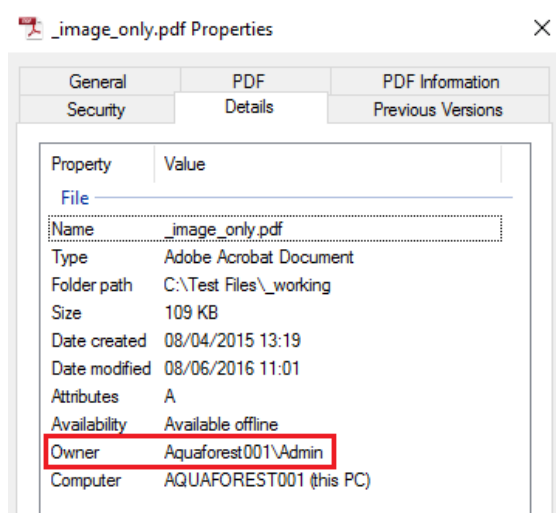 _image_only.pdf Properties
General PDF PDF Information
Security Details Previous Versions
Property Value
File
Name _image_only.pdf
Type Adobe Acrobat Document
Folder path C:\Test Files\_working
Size 109 KB
Date created 08/04/2015 13:19
Date modified 08/06/2016 11:01
Attributes A
Availability Available offline
Owner Aquaforest001\Admin
Computer AQUAFOREST001 (this PC)